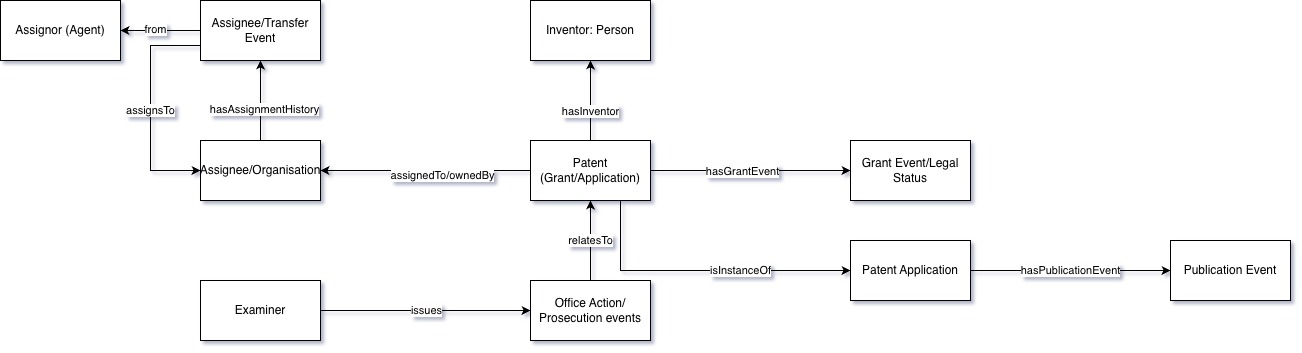 Assignor (Agent)
from
Assignee/Transfer
Event
Inventor: Person
assignsTo
hasAssignmentHistory
hasInventor
Assignee/Organisation
assignedTo/ownedBy
Patent
(Grant/Application)
hasGrantEvent
Grant Event/Legal
Status
relatesTo
isInstanceOf
Patent Application
hasPublicationEvent
Publication Event
Examiner
issues
Office Action/
Prosecution events